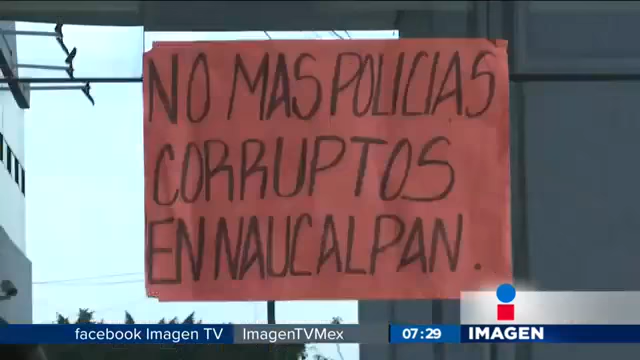 NO MAS POLICIAS
CORRUPTOS
EN NAUCALPAN.
facebook Imagen TV
ImagenTVMex
07:29
IMAGEN